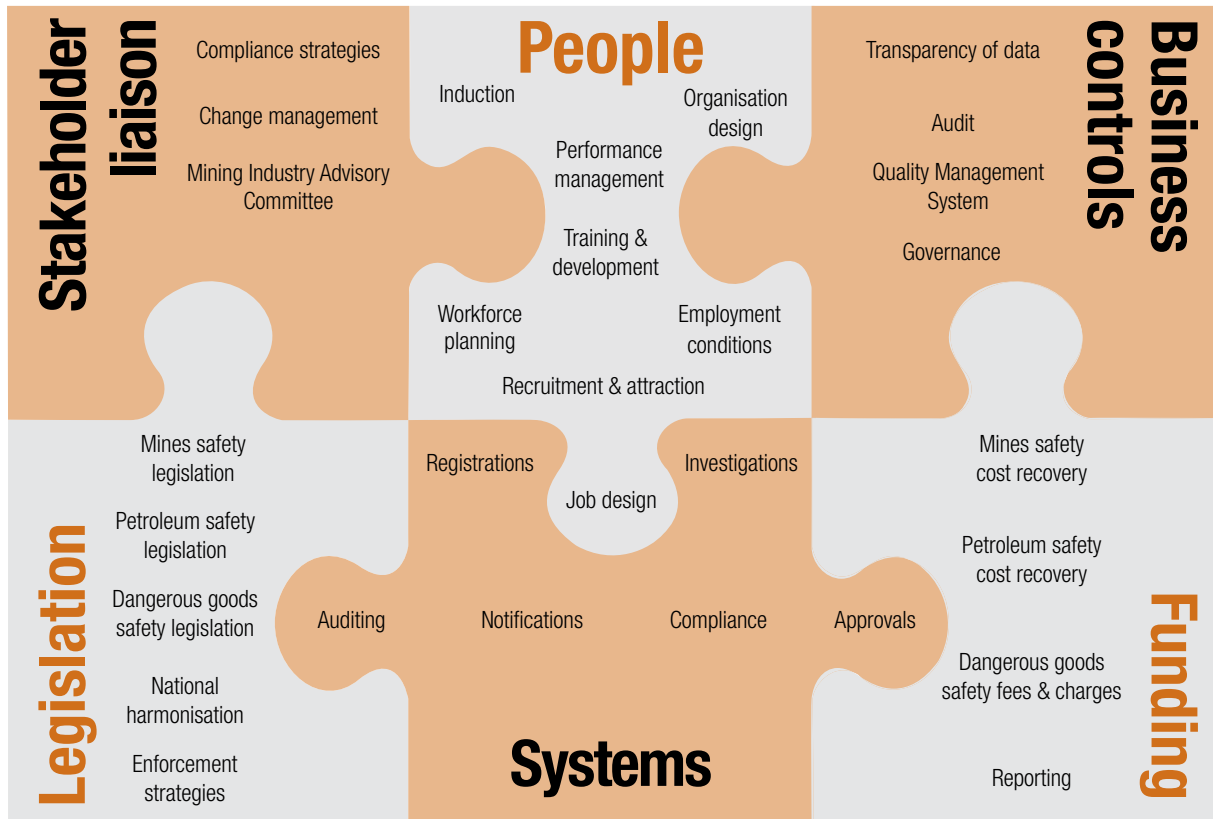 Stakeholder
liaison
Compliance strategies
Change management
Mining Industry Advisory
Committee
People
Induction
Organisation
design
Performance
management
Training &
development
Workforce
planning
Employment
conditions
Recruitment & attraction
Job design
Business
controls
Transparency of data
Audit
Quality Management
System
Governance
Legislation
Mines safety
legislation
Petroleum safety
legislation
Dangerous goods
safety legislation
National
harmonisation
Enforcement
strategies
Systems
Registrations
Investigations
Auditing
Notifications
Compliance
Approvals
Funding
Mines safety
cost recovery
Petroleum safety
cost recovery
Dangerous goods
safety fees & charges
Reporting